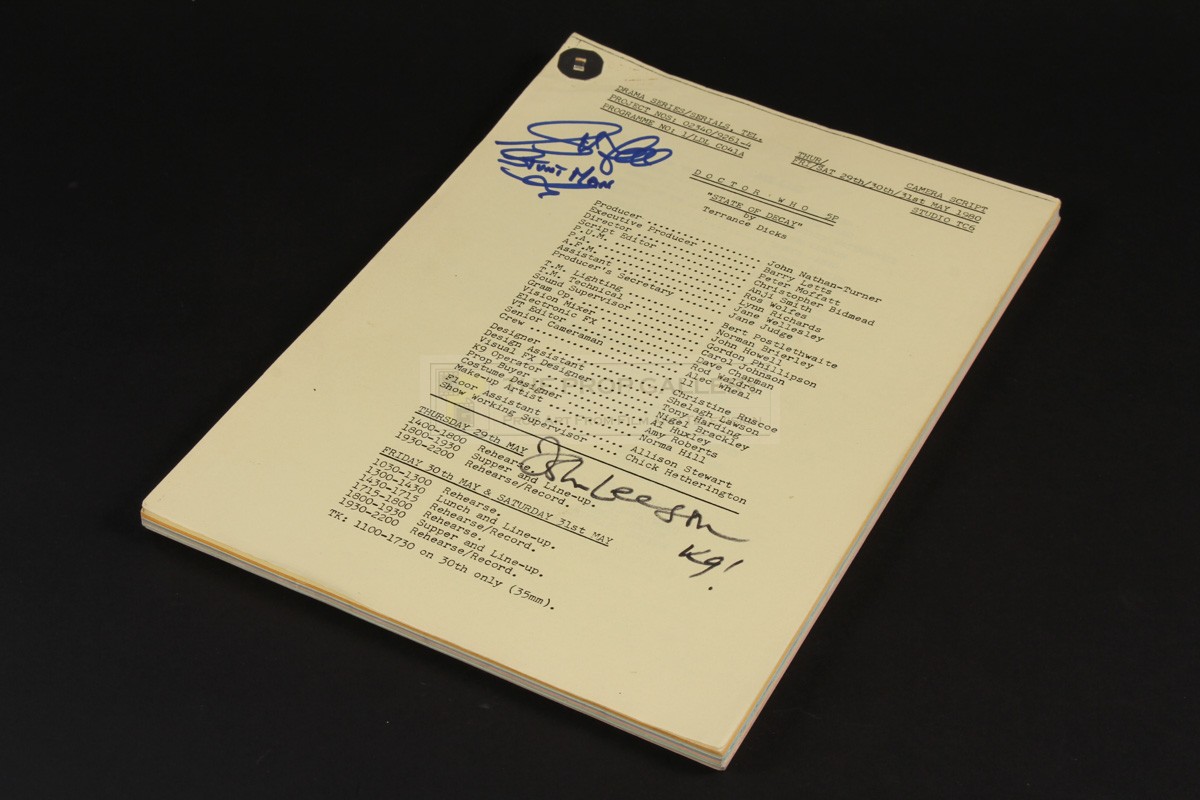 DRAMA SERIES/SERIALS, TEL.
PROJECT NOS: 02340/9261-4
PROGRAMME NO: 1/LDL C041A
CAMERA SCRIPT
THUR/
FRI/SAT 29th/30th/31st MAY 1980
STUDIO TC6
STUNT MAN
DOCTOR WHO 5P
"STATE OF DECAY"
by
Terrance Dicks
Producer .......... John Nathan-Turner
Executive Producer .......... Barry Letts
Director .......... Peter Moffatt
Script Editor .......... Christopher Bidmead
P.U.M. .......... Anji Smith
P.A. .......... Ros Wolfes
A.F.M. .......... Lynn Richards
Assistant .......... Jane Wellesley
Producer's Secretary .......... Jane Judge
T.M. Lighting .......... Bert Postlethwaite
T.M. Technical .......... Norman Brierley
Sound Supervisor .......... John Howell
Gram Op. .......... Gordon Phillipson
Vision Mixer .......... Carol Johnson
Electronic FX .......... Dave Chapman
VT Editor .......... Rod Waldron
Senior Cameraman .......... Alec Wheal
Crew ..........
Designer .......... Christine Ruscoe
Design Assistant .......... Shelagh Lawson
Visual FX Designer .......... Tony Harding
K9 Operator .......... Nigel Brackley
Prop Buyer .......... Al Huxley
Costume Designer .......... Amy Roberts
Make-up Artist .......... Norma Hill
Floor Assistant .......... Allison Stewart
Show Working Supervisor .......... Chick Hetherington
THURSDAY 29th MAY
1400-1800 Rehearse.
1800-1930 Supper and Line-up.
1930-2200 Rehearse/Record.
John Leeson
K9!
FRIDAY 30th MAY & SATURDAY 31st MAY
1030-1300 Rehearse.
1300-1430 Lunch and Line-up.
1430-1715 Rehearse/Record.
1715-1800 Rehearse.
1800-1930 Supper and Line-up.
1930-2200 Rehearse/Record.
TK: 1100-1730 on 30th only (35mm).